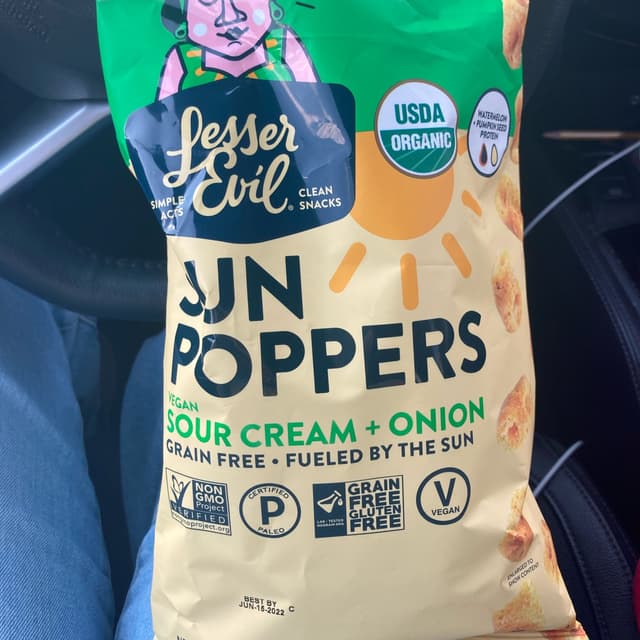 Lesser
Evil®
SIMPLE
ACTS
CLEAN
SNACKS
USDA
ORGANIC
WATERMELON
+ PUMPKIN SEED
PROTEIN
SUN
POPPERS
VEGAN
SOUR CREAM + ONION
GRAIN FREE • FUELED BY THE SUN
NON
GMO
Project
VERIFIED
nongmoproject.org
CERTIFIED
P
PALEO
GRAIN
FREE
GLUTEN
FREE
LAB-TESTED
V
VEGAN
ENLARGED TO
SHOW CONTENT
BEST BY
JUN-15-2022 C